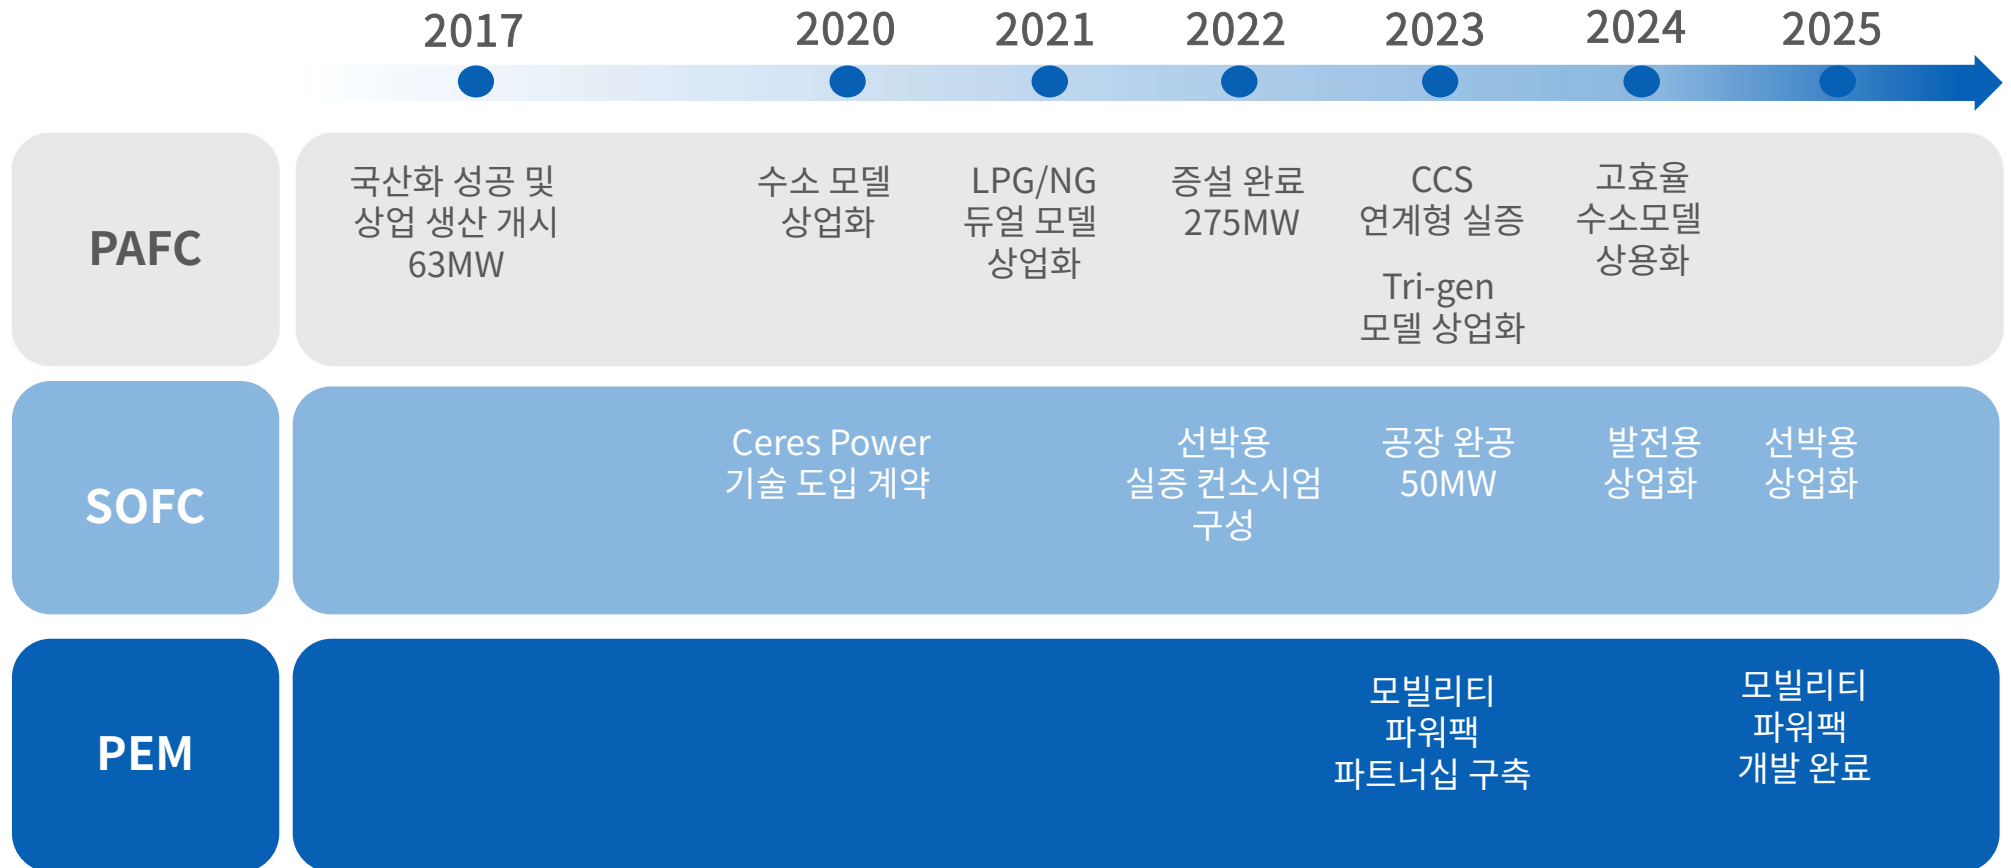 2017
2020
2021
2022
2023
2024
2025
PAFC
국산화 성공 및
상업 생산 개시
63MW
수소 모델
상업화
LPG/NG
듀얼 모델
상업화
증설 완료
275MW
CCS
연계형 실증
Tri-gen
모델 상업화
고효율
수소모델
상용화
SOFC
Ceres Power
기술 도입 계약
선박용
실증 컨소시엄
구성
공장 완공
50MW
발전용
상업화
선박용
상업화
PEM
모빌리티
파워팩
파트너십 구축
모빌리티
파워팩
개발 완료